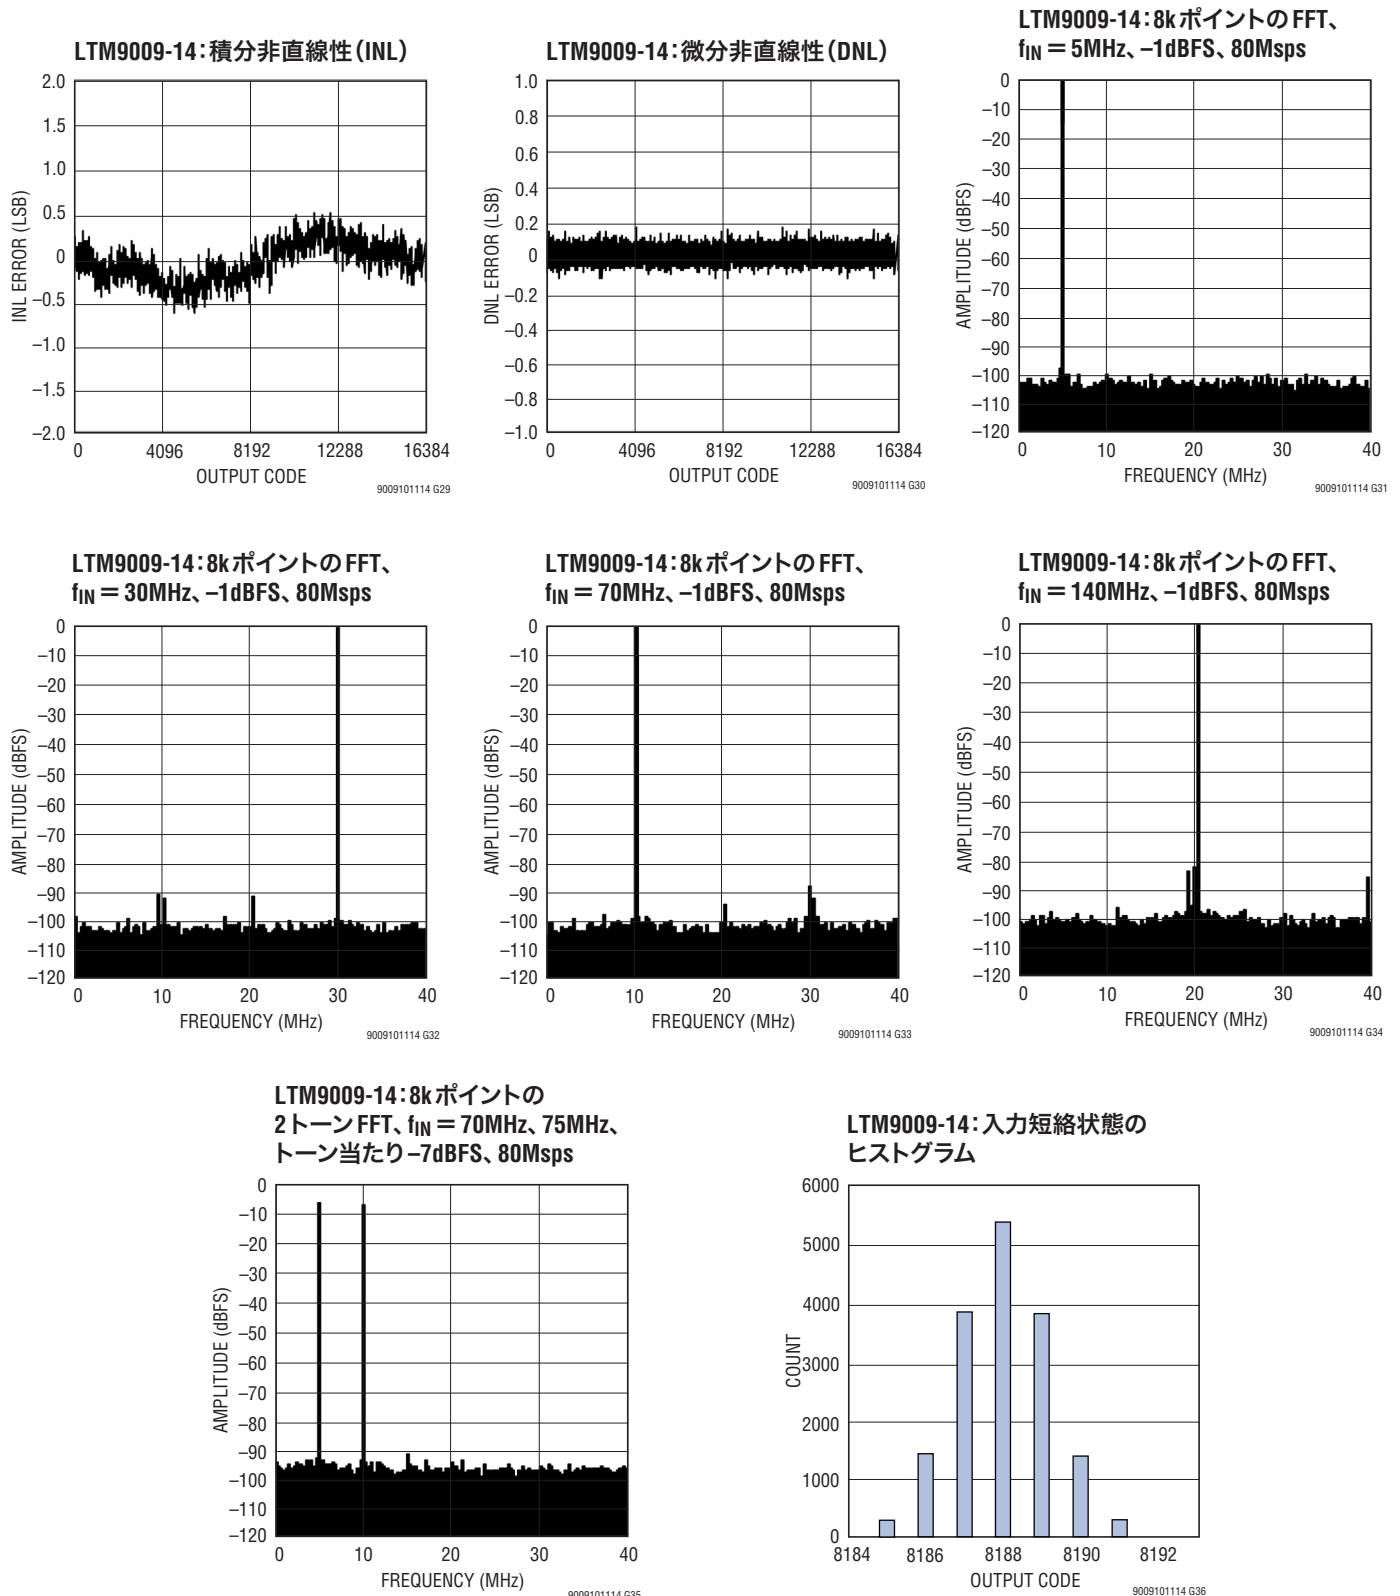 LTM9009-14：積分非直線性（INL）
2.0
1.5
1.0
0.5
0
–0.5
–1.0
–1.5
–2.0
INL ERROR (LSB)
0 4096 8192 12288 16384
OUTPUT CODE
9009101114 G29
LTM9009-14：微分非直線性（DNL）
1.0
0.8
0.6
0.4
0.2
0
–0.2
–0.4
–0.6
–0.8
–1.0
DNL ERROR (LSB)
0 4096 8192 12288 16384
OUTPUT CODE
9009101114 G30
LTM9009-14：8kポイントのFFT、
fIN＝5MHz、–1dBFS、80Msps
0
–10
–20
–30
–40
–50
–60
–70
–80
–90
–100
–110
–120
AMPLITUDE (dBFS)
0 10 20 30 40
FREQUENCY (MHz)
9009101114 G31
LTM9009-14：8kポイントのFFT、
fIN＝30MHz、–1dBFS、80Msps
0
–10
–20
–30
–40
–50
–60
–70
–80
–90
–100
–110
–120
AMPLITUDE (dBFS)
0 10 20 30 40
FREQUENCY (MHz)
9009101114 G32
LTM9009-14：8kポイントのFFT、
fIN＝70MHz、–1dBFS、80Msps
0
–10
–20
–30
–40
–50
–60
–70
–80
–90
–100
–110
–120
AMPLITUDE (dBFS)
0 10 20 30 40
FREQUENCY (MHz)
9009101114 G33
LTM9009-14：8kポイントのFFT、
fIN＝140MHz、–1dBFS、80Msps
0
–10
–20
–30
–40
–50
–60
–70
–80
–90
–100
–110
–120
AMPLITUDE (dBFS)
0 10 20 30 40
FREQUENCY (MHz)
9009101114 G34
LTM9009-14：8kポイントの
2トーンFFT、fIN＝70MHz、75MHz、
トーン当たり–7dBFS、80Msps
0
–10
–20
–30
–40
–50
–60
–70
–80
–90
–100
–110
–120
AMPLITUDE (dBFS)
0 10 20 30 40
FREQUENCY (MHz)
9009101114 G35
LTM9009-14：入力短絡状態の
ヒストグラム
6000
5000
4000
3000
2000
1000
0
COUNT
8184 8186 8188 8190 8192
OUTPUT CODE
9009101114 G36